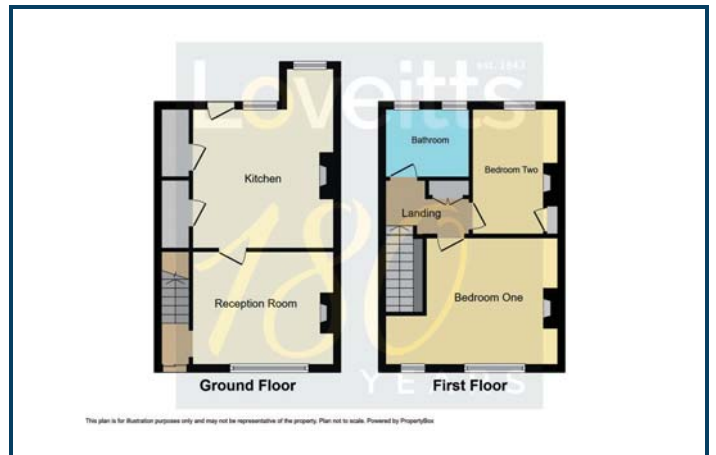 est. 1843
Loveitts
Kitchen
Reception Room
Bathroom
Bedroom Two
Landing
Bedroom One
180
YEARS
Ground Floor
First Floor
This plan is for illustration purposes only and may not be representative of the property. Plan not to scale. Powered by PropertyBox